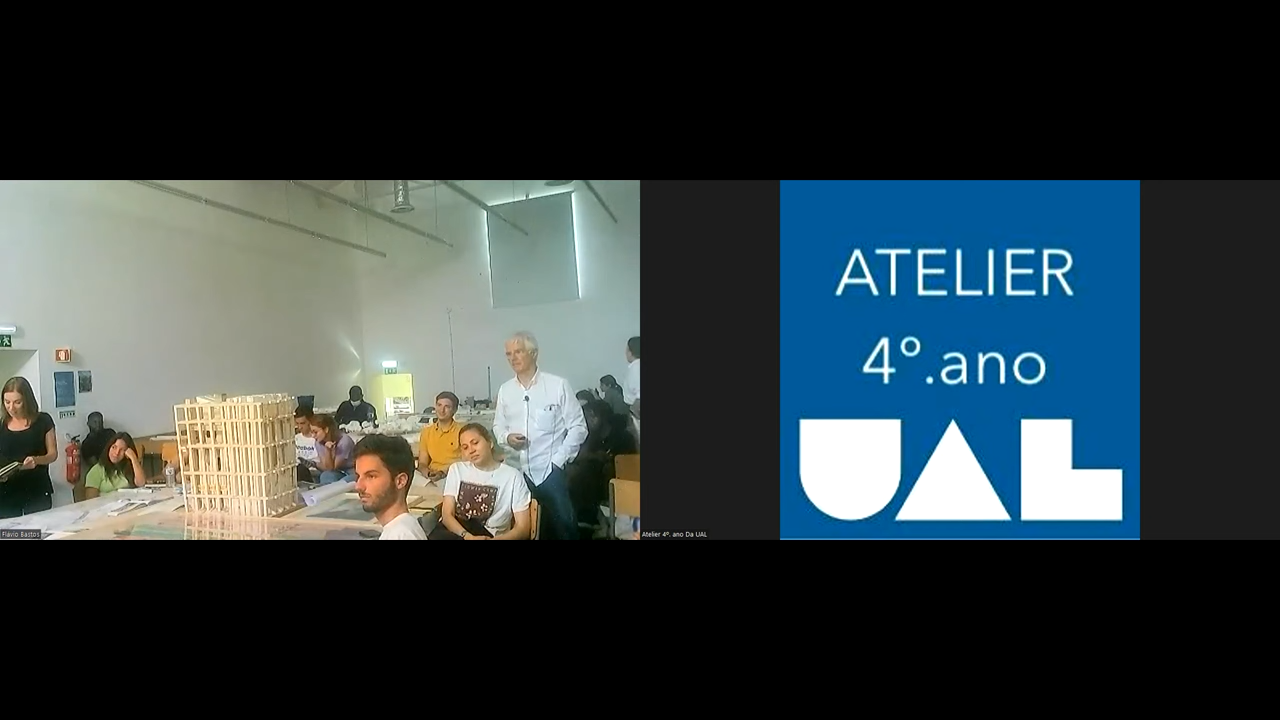 Flávio Bastos
ATELIER
4º.ano
UAL
Atelier 4º. ano Da UAL